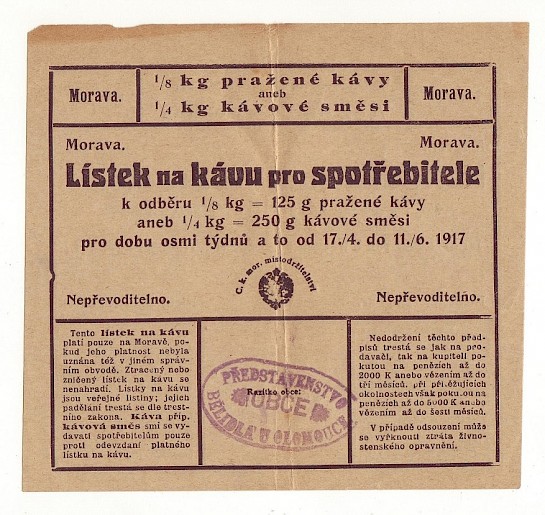 Morava.
1/8 kg pražené kávy
aneb
1/4 kg kávové směsi
Morava.
Morava.
Morava.
Lístek na kávu pro spotřebitele
k odběru 1/8 kg = 125 g pražené kávy
aneb 1/4 kg = 250 g kávové směsi
pro dobu osmi týdnů a to od 17./4. do 11./6. 1917
C. k. mor. místodržitelství
Nepřevoditelno.
Nepřevoditelno.
Tento lístek na kávu
platí pouze na Moravě, po-
kud jeho platnost nebyla
uznána též v jiném správ-
ním obvodě. Ztracený nebo
zničený lístek na kávu se
nenahradí. Lístky na kávu
jsou veřejné listiny; jejich
padělání trestá se dle trest-
ního zákona. Káva příp.
kávová směs smí se vy-
dávati spotřebitelům pouze
proti odevzdání platného
lístku na kávu.
Razítko obce:
PŘEDSTAVENSTVO
OBCE
BĚLIDLA U OLOMOUCE
Nedodržení těchto před-
pisů trestá se jak na pro-
davači, tak na kupiteli po-
kutou na penězích až do
2000 K anebo vězením až do
tří měsíců, při přitěžujících
okolnostech však pokutou na
penězích až do 5000 K anebo
vězením až do šesti měsíců.
V případě odsouzení může
se vyřknouti ztráta živno-
stenského oprávnění.